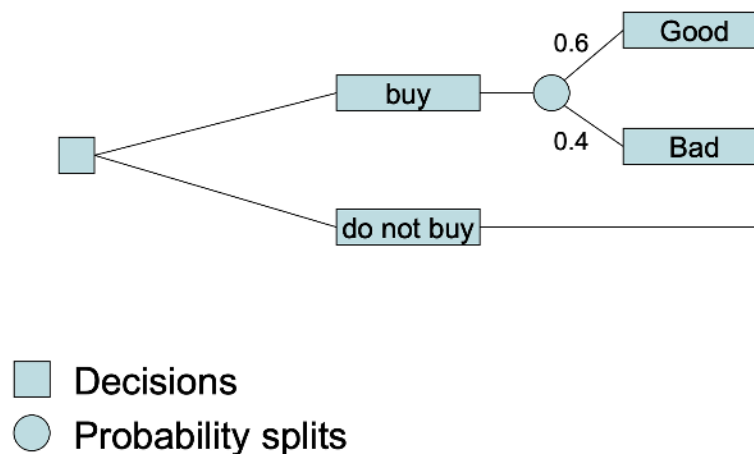 Good
0.6
buy
0.4
Bad
do not buy
Decisions
Probability splits